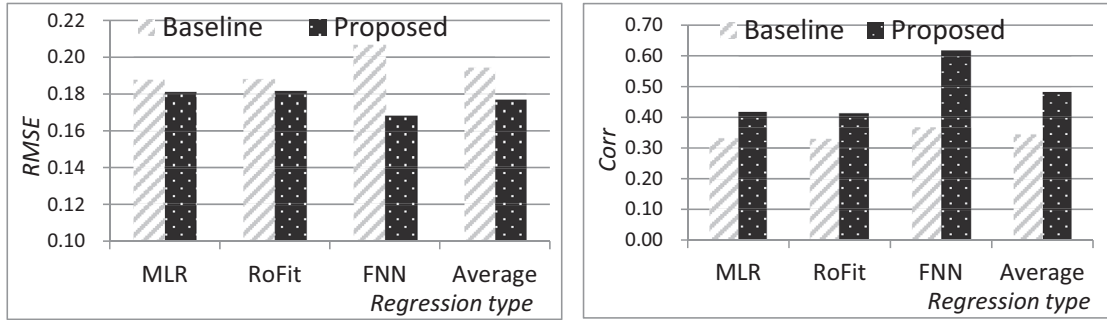 Baseline Proposed
RMSE
0.22
0.20
0.18
0.16
0.14
0.12
0.10
MLR RoFit FNN Average
Regression type
Baseline Proposed
Corr
0.70
0.60
0.50
0.40
0.30
0.20
0.10
0.00
MLR RoFit FNN Average
Regression type